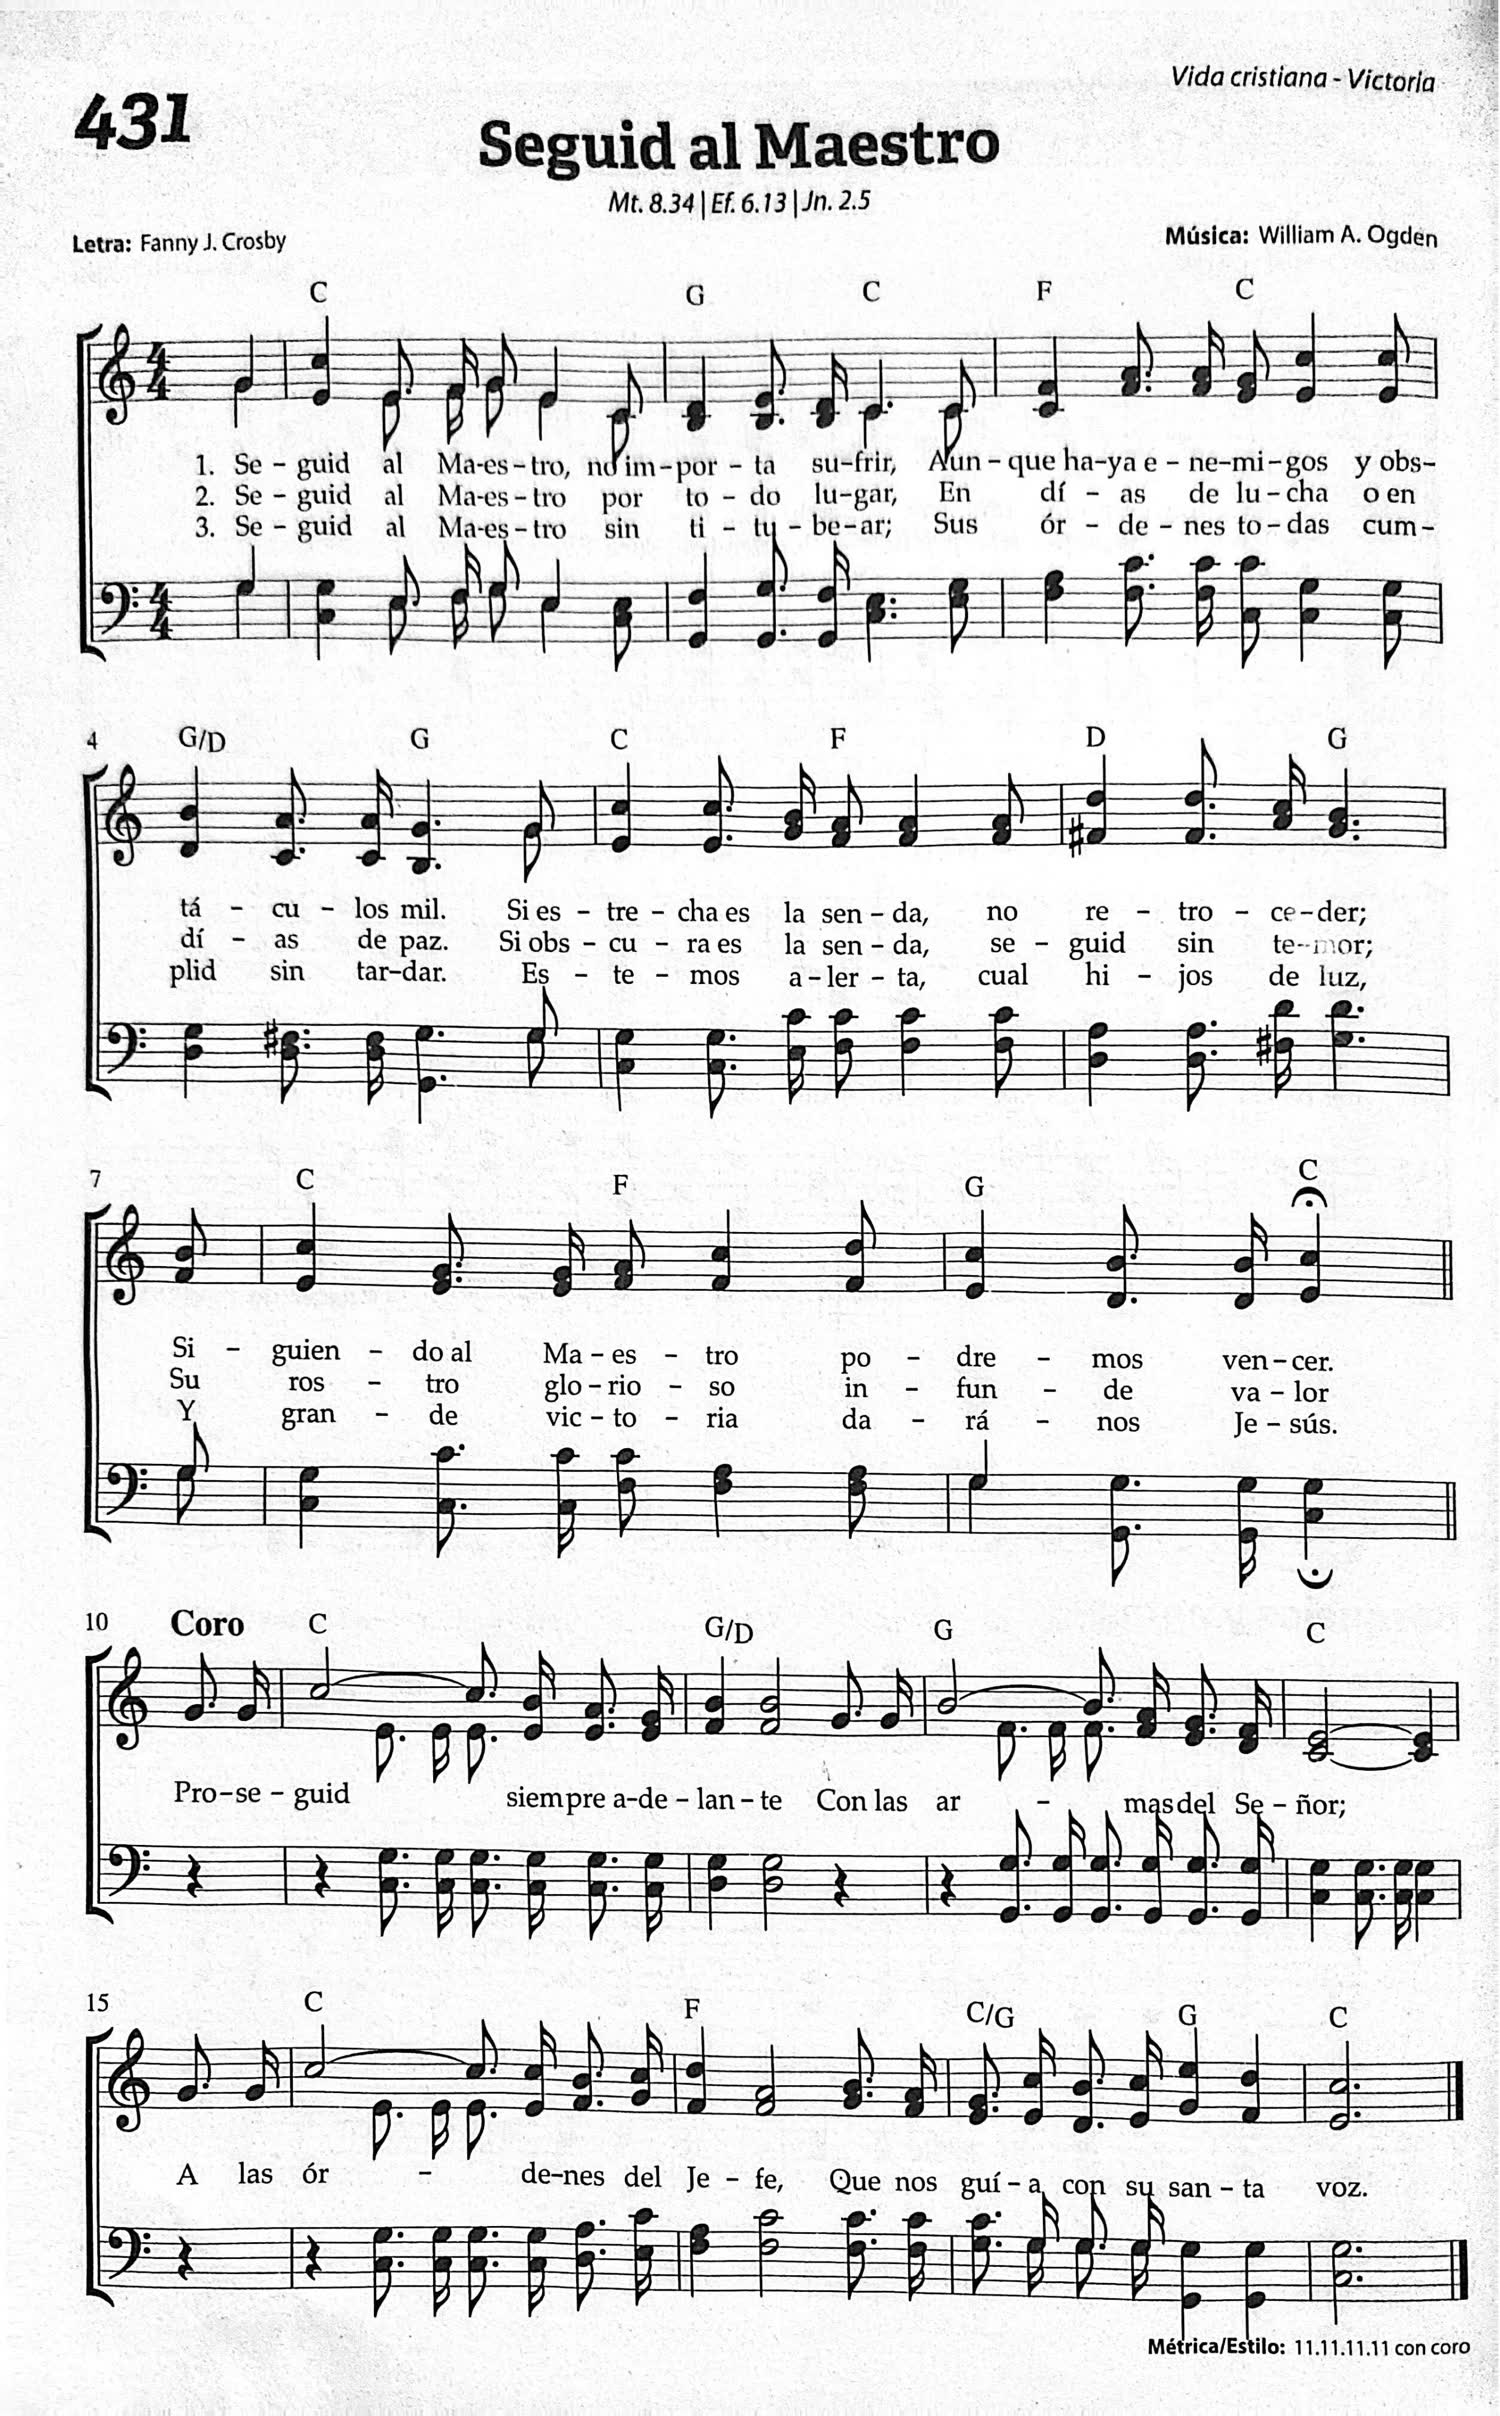 Vida cristiana - Victoria
431
Seguid al Maestro
Mt. 8.34 | Ef. 6.13 | Jn. 2.5
Letra: Fanny J. Crosby
Música: William A. Ogden
C G C F C
4
4
1. Se – guid al Ma-es–tro, no im–por – ta su–frir, Aun–que ha–ya e – ne–mi–gos y obs–
2. Se – guid al Ma-es–tro por to – do lu–gar, En dí – as de lu–cha o en
3. Se – guid al Ma-es–tro sin ti – tu – be–ar; Sus ór – de – nes to–das cum–
4
4
4 G/D G C F D G
tá – cu – los mil. Si es – tre – cha es la sen–da, no re – tro – ce–der;
dí – as de paz. Si obs – cu – ra es la sen–da, se – guid sin te–mor;
plid sin tar–dar. Es – te – mos a–ler–ta, cual hi – jos de luz,
7 C F G C
Si – guien – do al Ma – es – tro po – dre – mos ven–cer.
Su ros – tro glo–rio – so in – fun – de va – lor
Y gran – de vic – to – ria da – rá – nos Je – sús.
10 Coro C G/D G C
Pro–se – guid siempre a–de – lan – te Con las ar – mas del Se – ñor;
15 C F C/G G C
A las ór – de–nes del Je – fe, Que nos guí – a con su san – ta voz.
Métrica/Estilo: 11.11.11.11 con coro